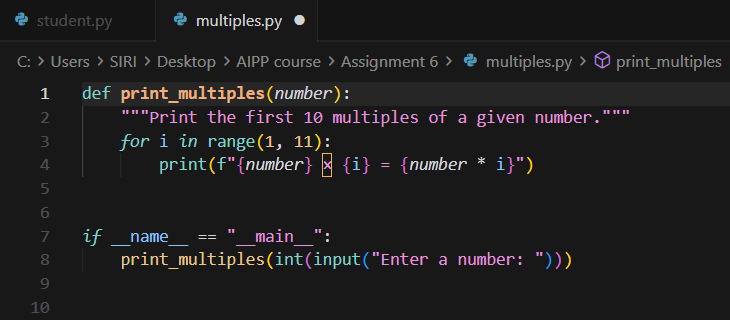 student.py
multiples.py
C: > Users > SIRI > Desktop > AIPP course > Assignment 6 > multiples.py > print_multiples
1 def print_multiples(number):
2     """Print the first 10 multiples of a given number."""
3     for i in range(1, 11):
4         print(f"{number} × {i} = {number * i}")
5
6
7 if __name__ == "__main__":
8     print_multiples(int(input("Enter a number: ")))
9
10